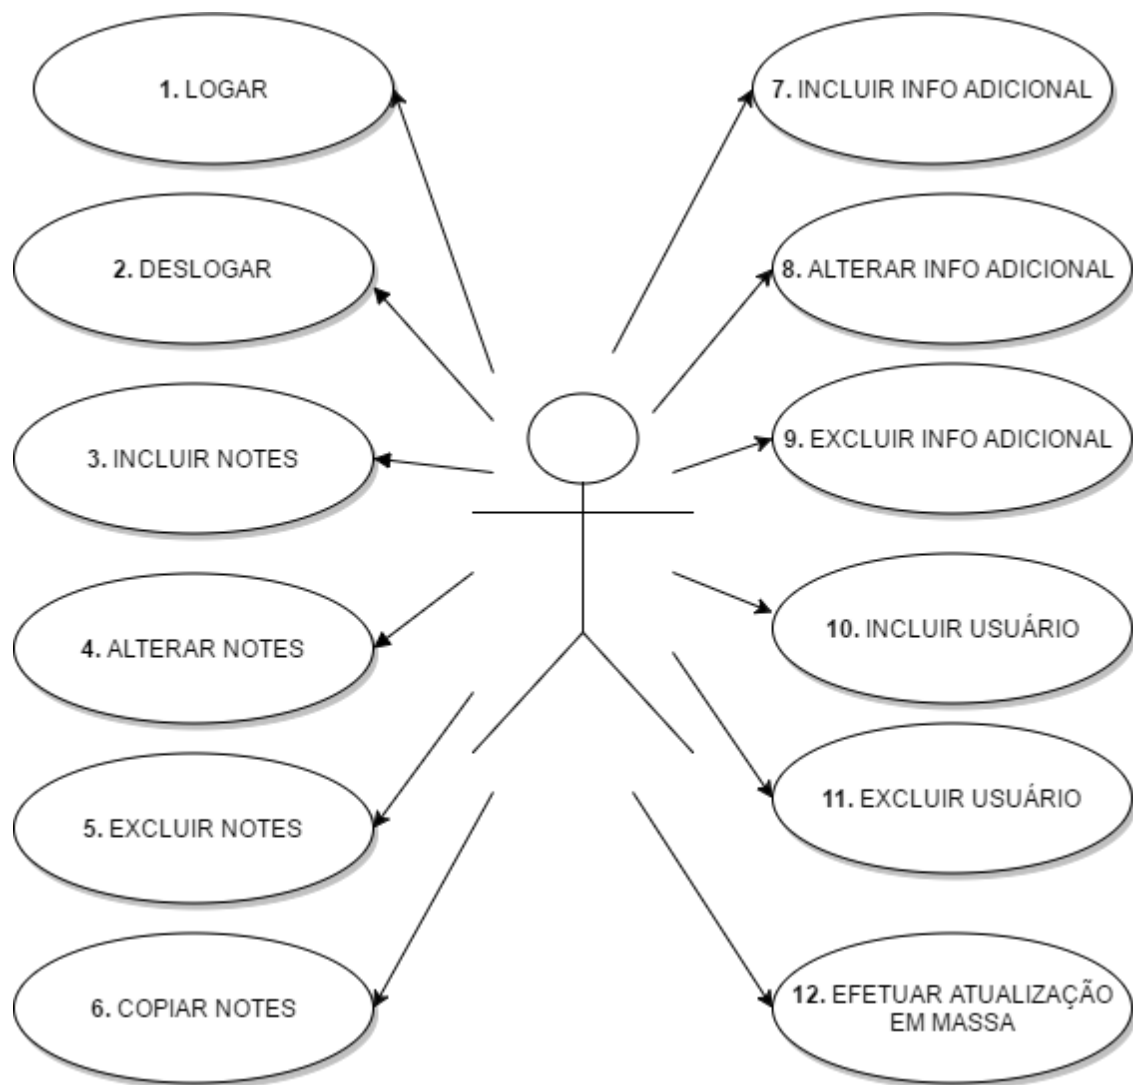 1. LOGAR
2. DESLOGAR
3. INCLUIR NOTES
4. ALTERAR NOTES
5. EXCLUIR NOTES
6. COPIAR NOTES
7. INCLUIR INFO ADICIONAL
8. ALTERAR INFO ADICIONAL
9. EXCLUIR INFO ADICIONAL
10. INCLUIR USUÁRIO
11. EXCLUIR USUÁRIO
12. EFETUAR ATUALIZAÇÃO
EM MASSA